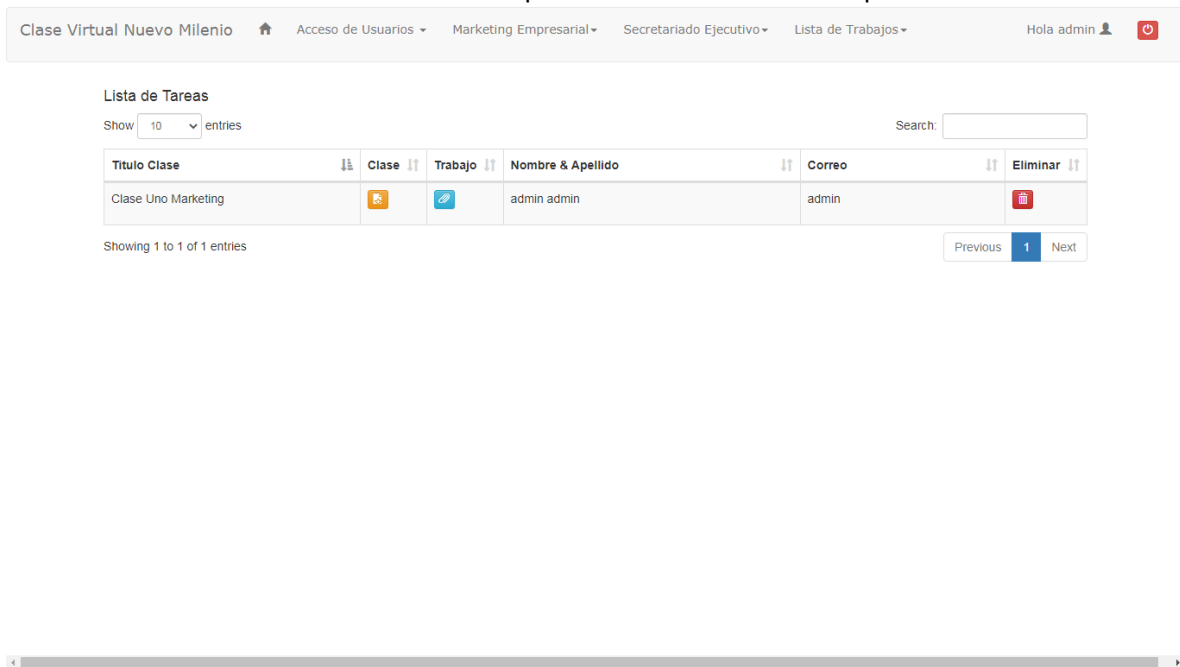 Clase Virtual Nuevo Milenio Acceso de Usuarios Marketing Empresarial Secretariado Ejecutivo Lista de Trabajos Hola admin
Lista de Tareas
Show 10 entries Search:
Titulo Clase Clase Trabajo Nombre & Apellido Correo Eliminar
Clase Uno Marketing admin admin admin
Showing 1 to 1 of 1 entries Previous 1 Next